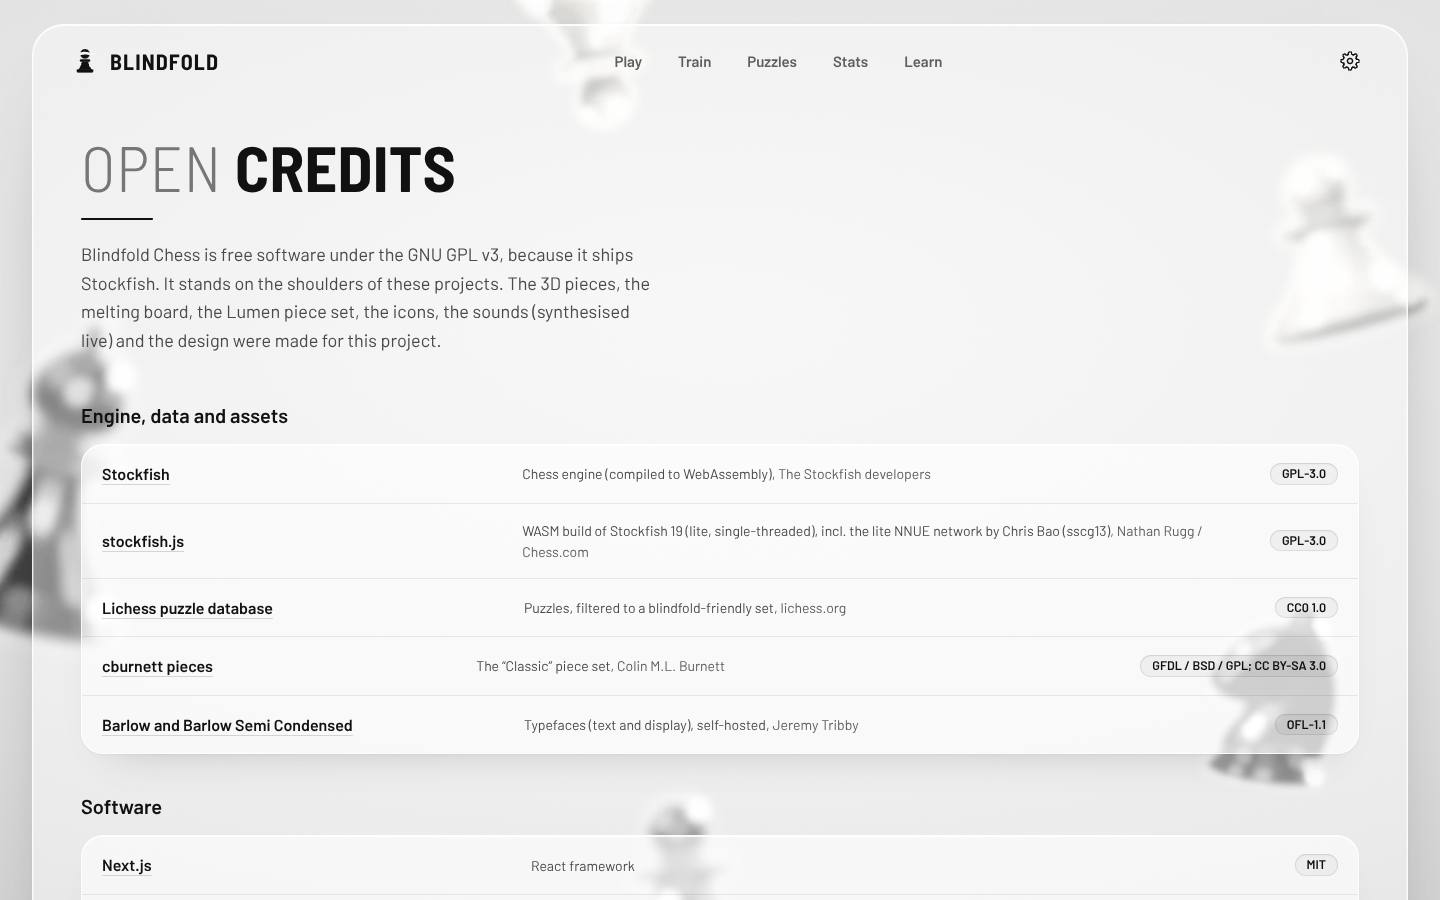 BLINDFOLD
Play Train Puzzles Stats Learn
OPEN CREDITS
Blindfold Chess is free software under the GNU GPL v3, because it ships
Stockfish. It stands on the shoulders of these projects. The 3D pieces, the
melting board, the Lumen piece set, the icons, the sounds (synthesised
live) and the design were made for this project.
Engine, data and assets
Stockfish Chess engine (compiled to WebAssembly), The Stockfish developers GPL-3.0
stockfish.js WASM build of Stockfish 19 (lite, single-threaded), incl. the lite NNUE network by Chris Bao (sscg13), Nathan Rugg / GPL-3.0
Chess.com
Lichess puzzle database Puzzles, filtered to a blindfold-friendly set, lichess.org CC0 1.0
cburnett pieces The “Classic” piece set, Colin M.L. Burnett GFDL / BSD / GPL; CC BY-SA 3.0
Barlow and Barlow Semi Condensed Typefaces (text and display), self-hosted, Jeremy Tribby OFL-1.1
Software
Next.js React framework MIT